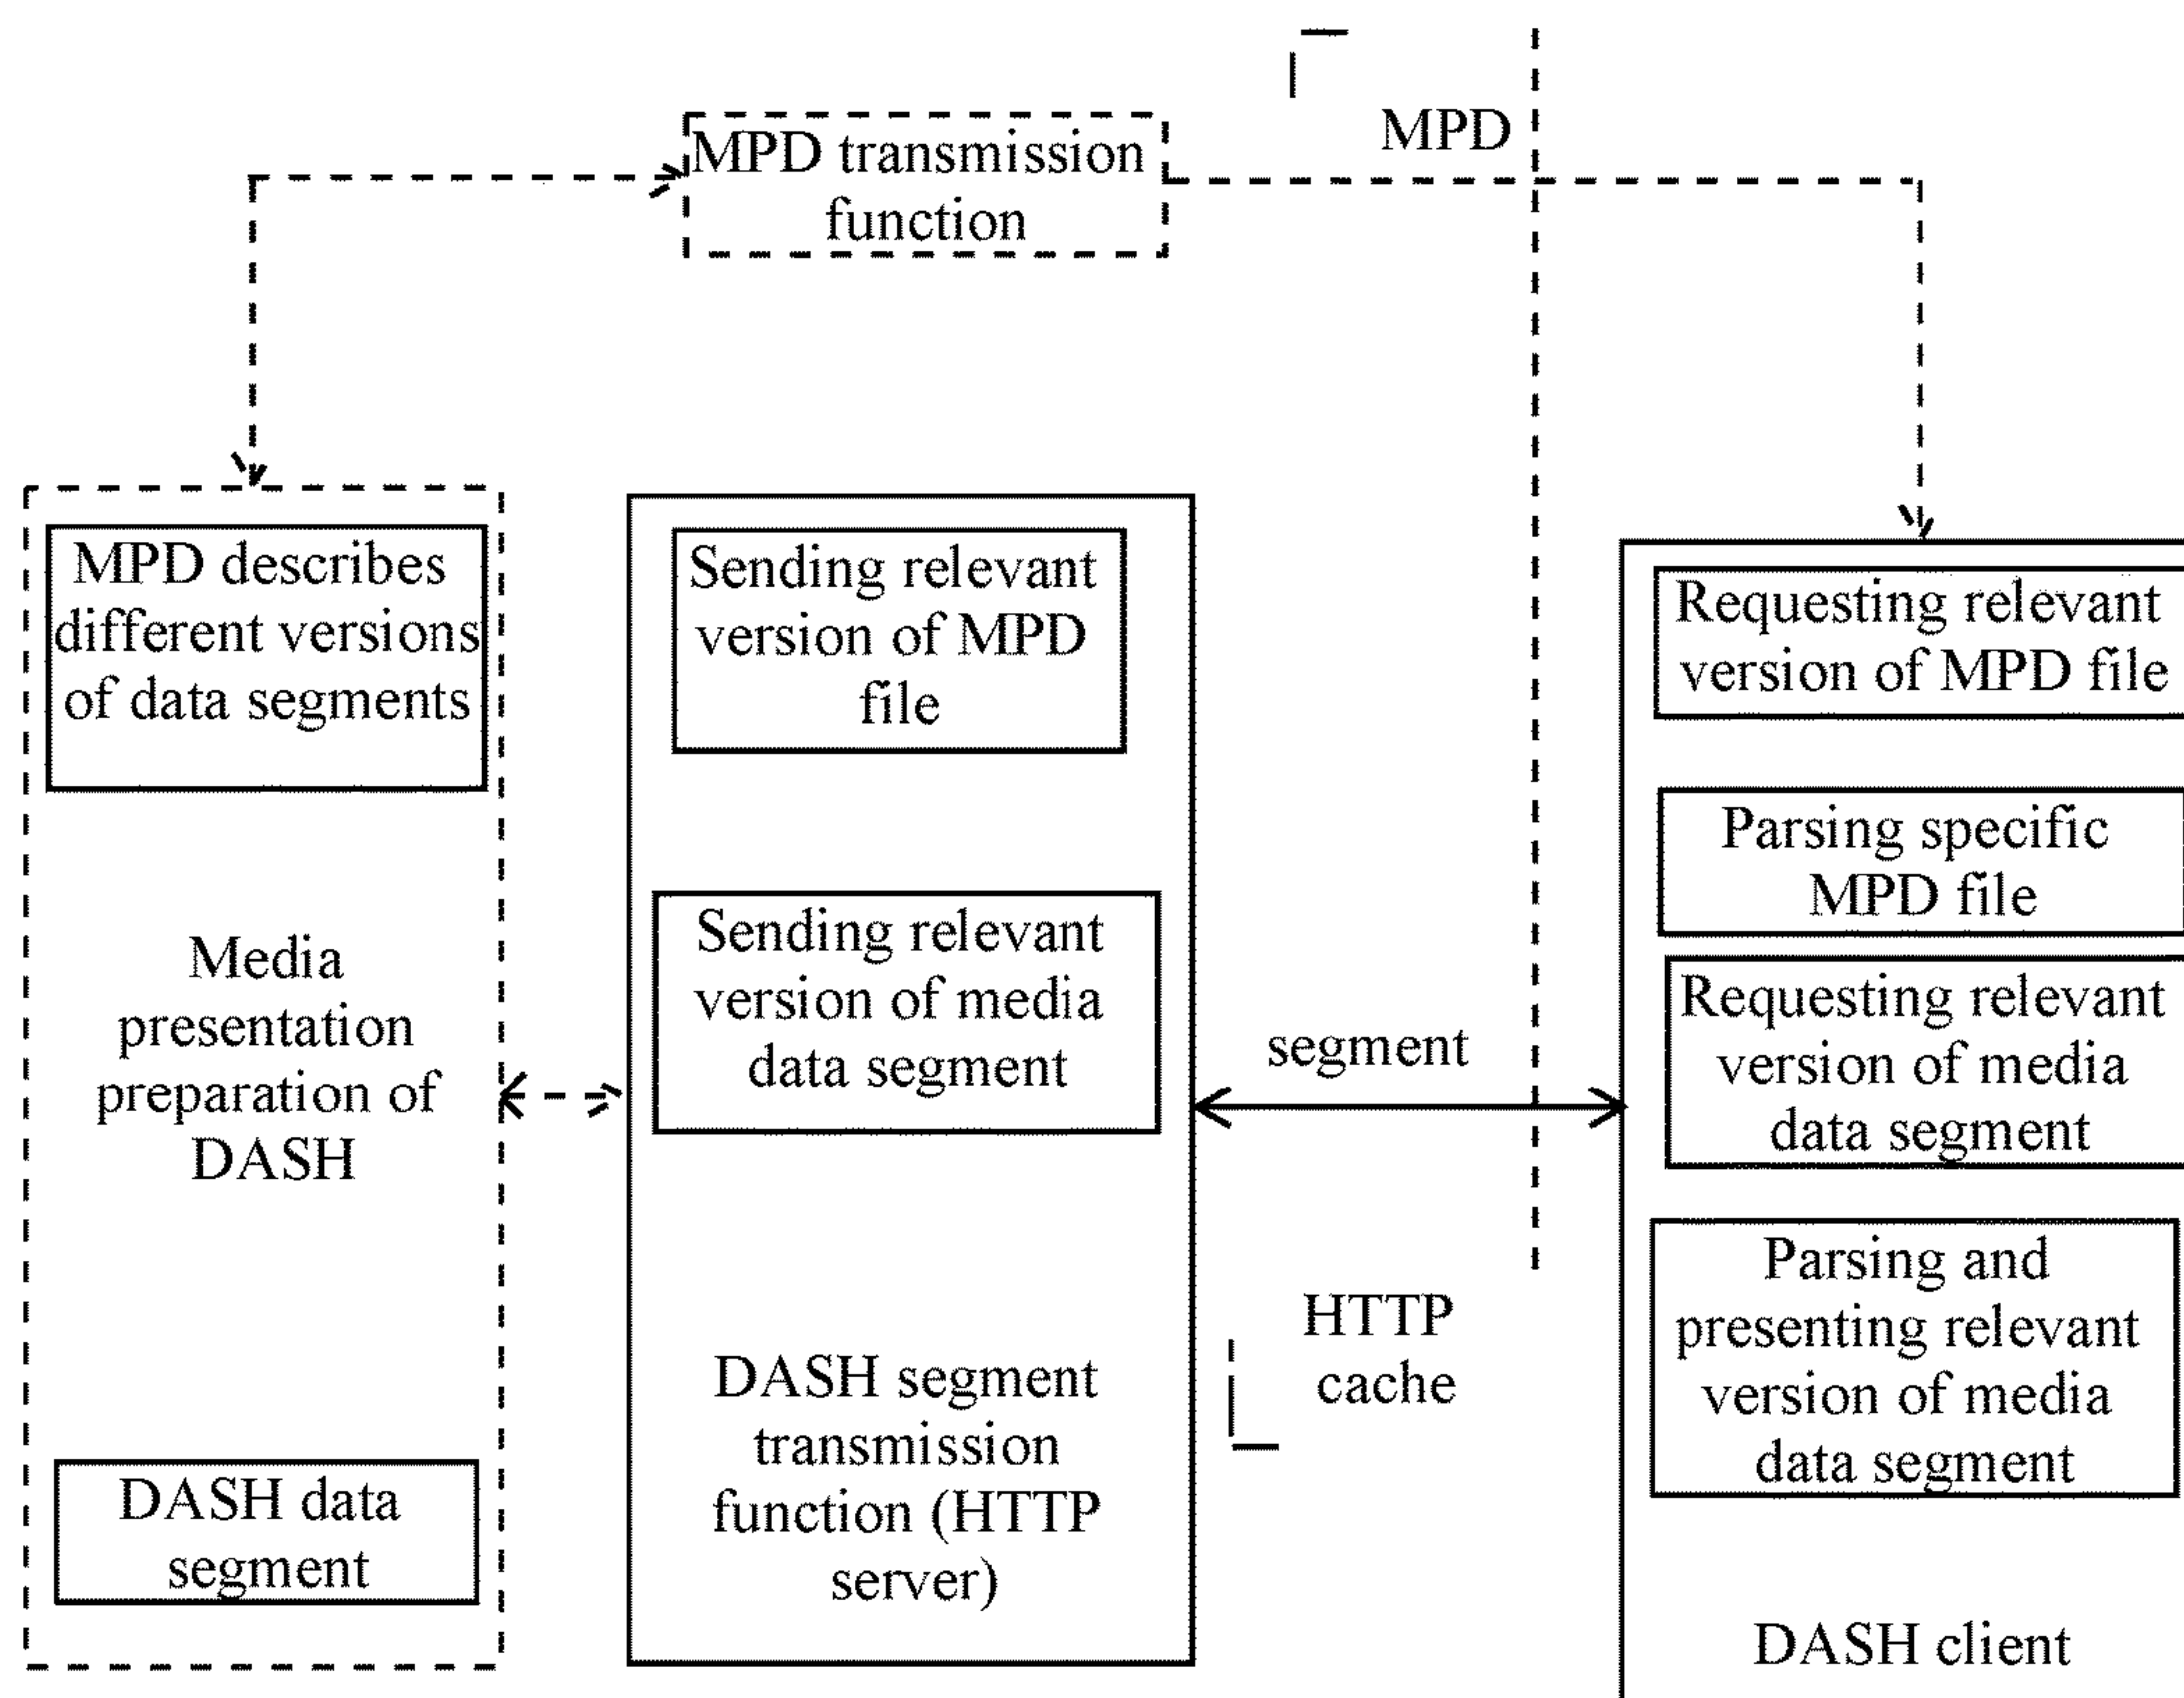 MPD
MPD transmission
function
MPD describes
different versions
of data segments
Media
presentation
preparation of
DASH
DASH data
segment
Sending relevant
version of MPD
file
Sending relevant
version of media
data segment
DASH segment
transmission
function (HTTP
server)
segment
HTTP
cache
Requesting relevant
version of MPD file
Parsing specific
MPD file
Requesting relevant
version of media
data segment
Parsing and
presenting relevant
version of media
data segment
DASH client